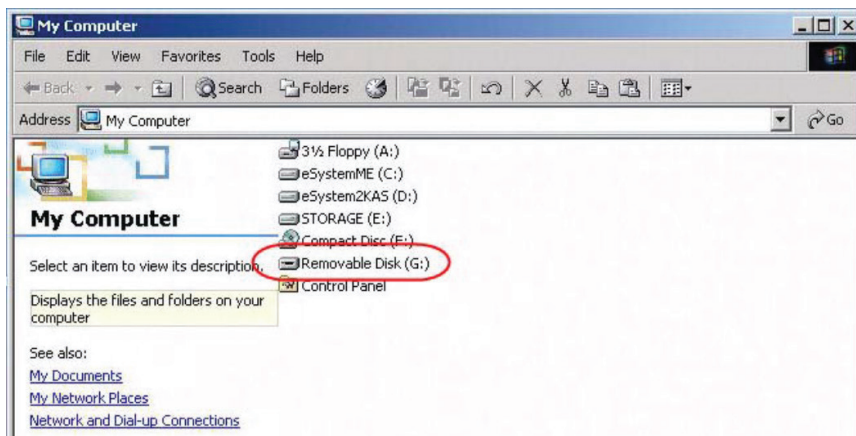 My Computer
File Edit View Favorites Tools Help
Back Search Folders
Address My Computer Go
3½ Floppy (A:)
eSystemME (C:)
eSystem2KAS (D:)
STORAGE (E:)
Compact Disc (F:)
Removable Disk (G:)
Control Panel
My Computer
Select an item to view its description.
Displays the files and folders on your
computer
See also:
My Documents
My Network Places
Network and Dial-up Connections